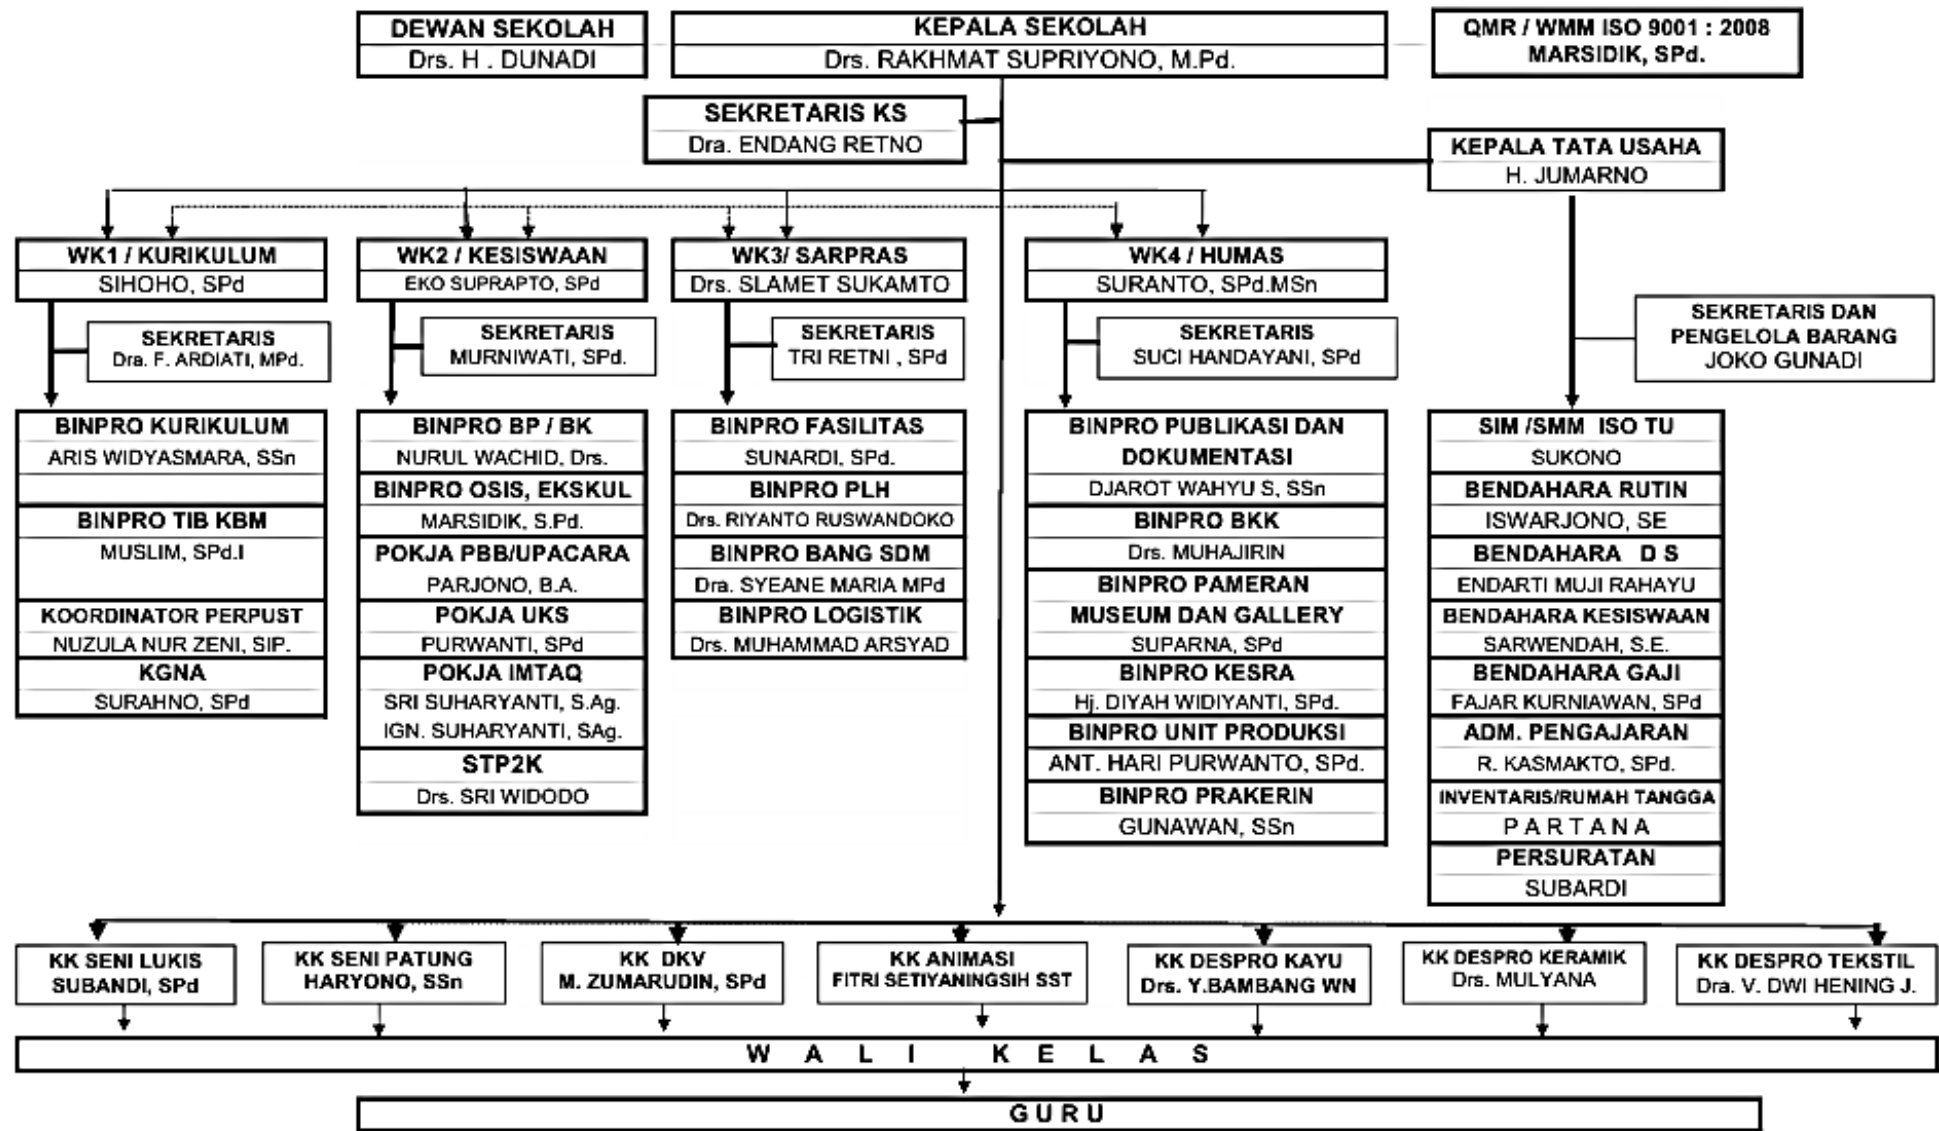 DEWAN SEKOLAH
Drs. H . DUNADI
KEPALA SEKOLAH
Drs. RAKHMAT SUPRIYONO, M.Pd.
QMR / WMM ISO 9001 : 2008
MARSIDIK, SPd.
SEKRETARIS KS
Dra. ENDANG RETNO
KEPALA TATA USAHA
H. JUMARNO
WK1 / KURIKULUM
SIHOHO, SPd
WK2 / KESISWAAN
EKO SUPRAPTO, SPd
WK3/ SARPRAS
Drs. SLAMET SUKAMTO
WK4 / HUMAS
SURANTO, SPd.MSn
SEKRETARIS
Dra. F. ARDIATI, MPd.
SEKRETARIS
MURNIWATI, SPd.
SEKRETARIS
TRI RETNI , SPd
SEKRETARIS
SUCI HANDAYANI, SPd
SEKRETARIS DAN
PENGELOLA BARANG
JOKO GUNADI
BINPRO KURIKULUM
ARIS WIDYASMARA, SSn
BINPRO TIB KBM
MUSLIM, SPd.I
KOORDINATOR PERPUST
NUZULA NUR ZENI, SIP.
KGNA
SURAHNO, SPd
BINPRO BP / BK
NURUL WACHID, Drs.
BINPRO OSIS, EKSKUL
MARSIDIK, S.Pd.
POKJA PBB/UPACARA
PARJONO, B.A.
POKJA UKS
PURWANTI, SPd
POKJA IMTAQ
SRI SUHARYANTI, S.Ag.
IGN. SUHARYANTI, SAg.
STP2K
Drs. SRI WIDODO
BINPRO FASILITAS
SUNARDI, SPd.
BINPRO PLH
Drs. RIYANTO RUSWANDOKO
BINPRO BANG SDM
Dra. SYEANE MARIA MPd
BINPRO LOGISTIK
Drs. MUHAMMAD ARSYAD
BINPRO PUBLIKASI DAN
DOKUMENTASI
DJAROT WAHYU S, SSn
BINPRO BKK
Drs. MUHAJIRIN
BINPRO PAMERAN
MUSEUM DAN GALLERY
SUPARNA, SPd
BINPRO KESRA
Hj. DIYAH WIDIYANTI, SPd.
BINPRO UNIT PRODUKSI
ANT. HARI PURWANTO, SPd.
BINPRO PRAKERIN
GUNAWAN, SSn
SIM /SMM ISO TU
SUKONO
BENDAHARA RUTIN
ISWARJONO, SE
BENDAHARA D S
ENDARTI MUJI RAHAYU
BENDAHARA KESISWAAN
SARWENDAH, S.E.
BENDAHARA GAJI
FAJAR KURNIAWAN, SPd
ADM. PENGAJARAN
R. KASMAKTO, SPd.
INVENTARIS/RUMAH TANGGA
P A R T A N A
PERSURATAN
SUBARDI
KK SENI LUKIS
SUBANDI, SPd
KK SENI PATUNG
HARYONO, SSn
KK DKV
M. ZUMARUDIN, SPd
KK ANIMASI
FITRI SETIYANINGSIH SST
KK DESPRO KAYU
Drs. Y.BAMBANG WN
KK DESPRO KERAMIK
Drs. MULYANA
KK DESPRO TEKSTIL
Dra. V. DWI HENING J.
W A L I K E L A S
G U R U